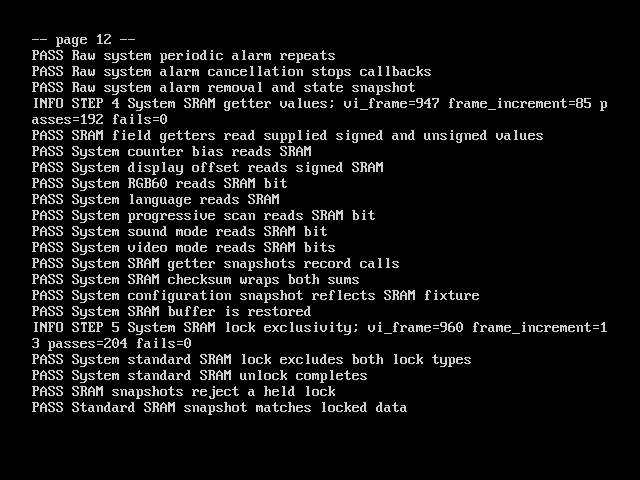 -- page 12 --
PASS Raw system periodic alarm repeats
PASS Raw system alarm cancellation stops callbacks
PASS Raw system alarm removal and state snapshot
INFO STEP 4 System SRAM getter values; vi_frame=947 frame_increment=85 p
asses=192 fails=0
PASS SRAM field getters read supplied signed and unsigned values
PASS System counter bias reads SRAM
PASS System display offset reads signed SRAM
PASS System RGB60 reads SRAM bit
PASS System language reads SRAM
PASS System progressive scan reads SRAM bit
PASS System sound mode reads SRAM bit
PASS System video mode reads SRAM bits
PASS System SRAM getter snapshots record calls
PASS System SRAM checksum wraps both sums
PASS System configuration snapshot reflects SRAM fixture
PASS System SRAM buffer is restored
INFO STEP 5 System SRAM lock exclusivity; vi_frame=960 frame_increment=1
3 passes=204 fails=0
PASS System standard SRAM lock excludes both lock types
PASS System standard SRAM unlock completes
PASS SRAM snapshots reject a held lock
PASS Standard SRAM snapshot matches locked data